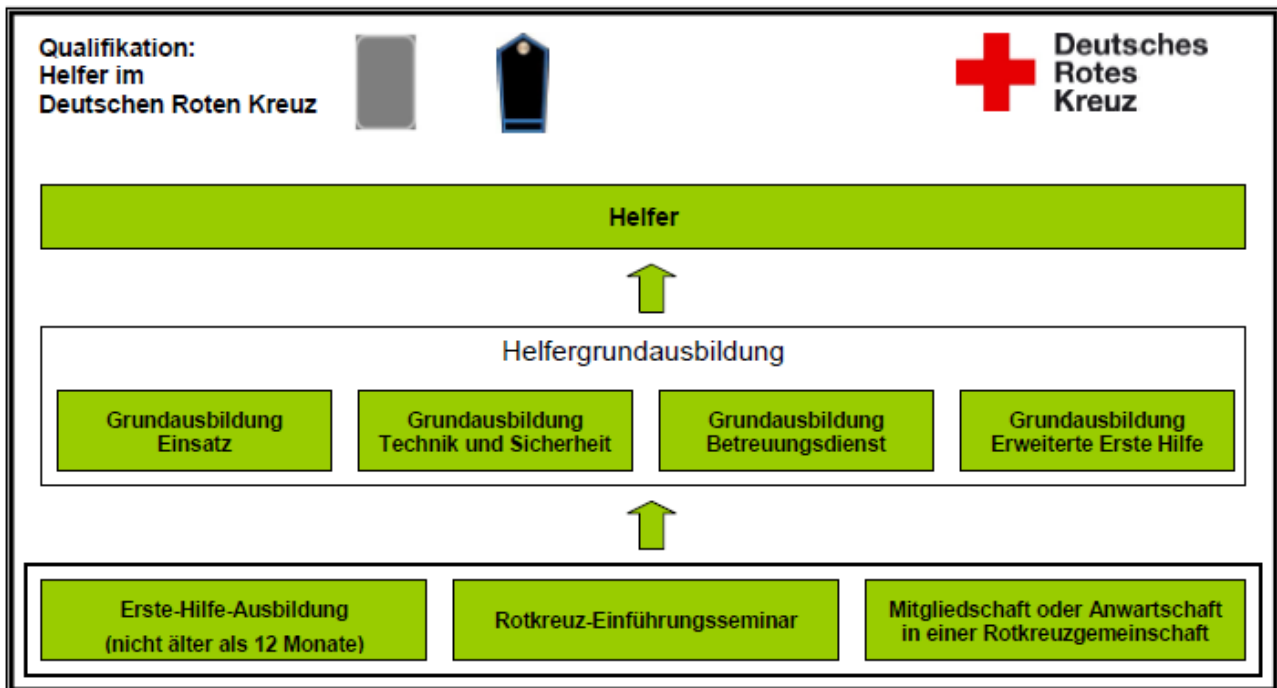 Qualifikation:
Helfer im
Deutschen Roten Kreuz
Deutsches
Rotes
Kreuz
Helfer
Helfergrundausbildung
Grundausbildung
Einsatz
Grundausbildung
Technik und Sicherheit
Grundausbildung
Betreuungsdienst
Grundausbildung
Erweiterte Erste Hilfe
Erste-Hilfe-Ausbildung
(nicht älter als 12 Monate)
Rotkreuz-Einführungsseminar
Mitgliedschaft oder Anwartschaft
in einer Rotkreuzgemeinschaft